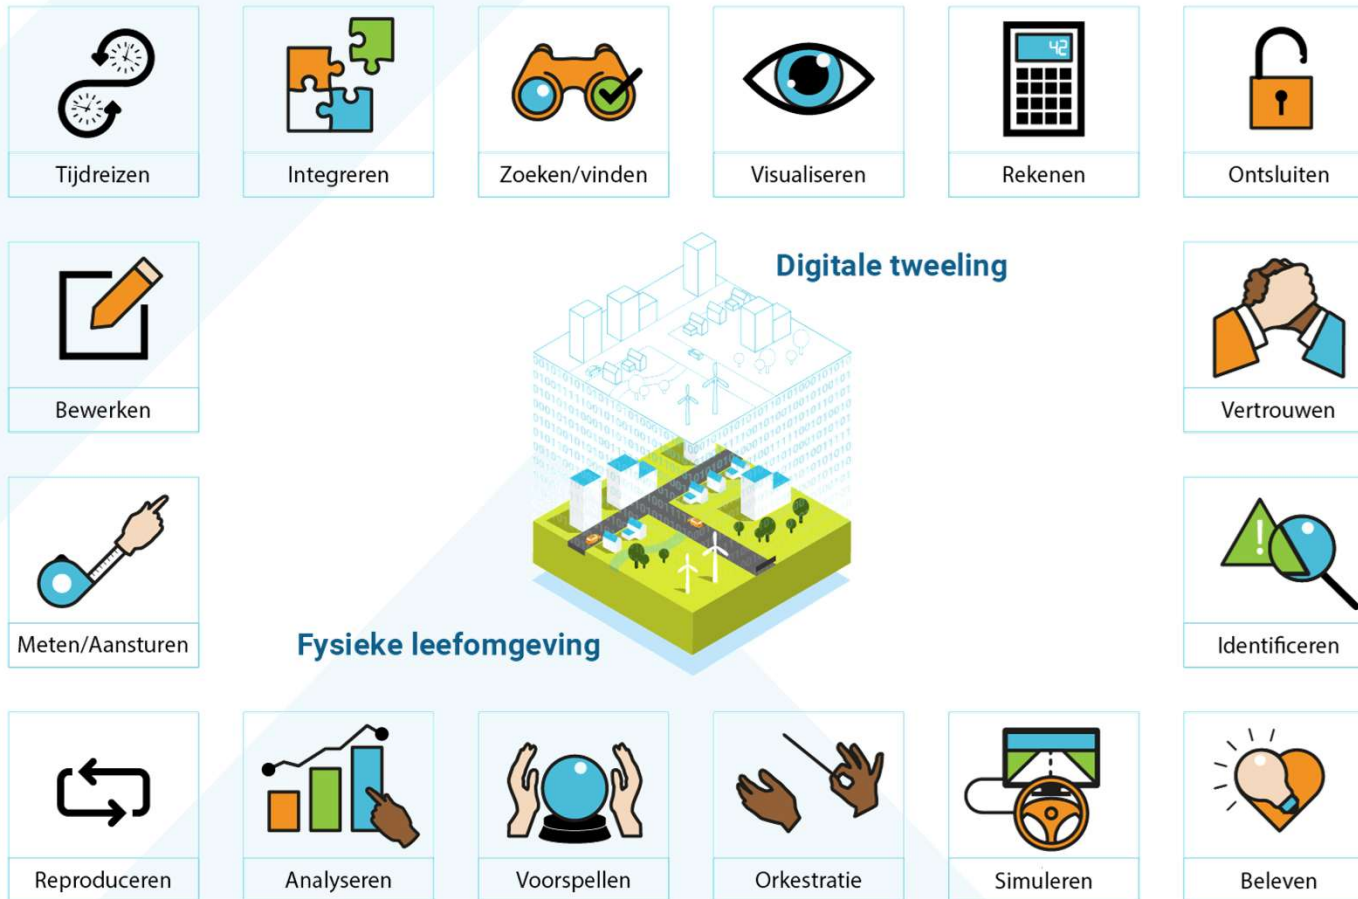 42
Tijdreizen
Integreren
Zoeken/vinden
Visualiseren
Rekenen
Ontsluiten
Digitale tweeling
Bewerken
Vertrouwen
!
Meten/Aansturen
Fysieke leefomgeving
Identificeren
Reproduceren
Analyseren
Voorspellen
Orkestratie
Simuleren
Beleven